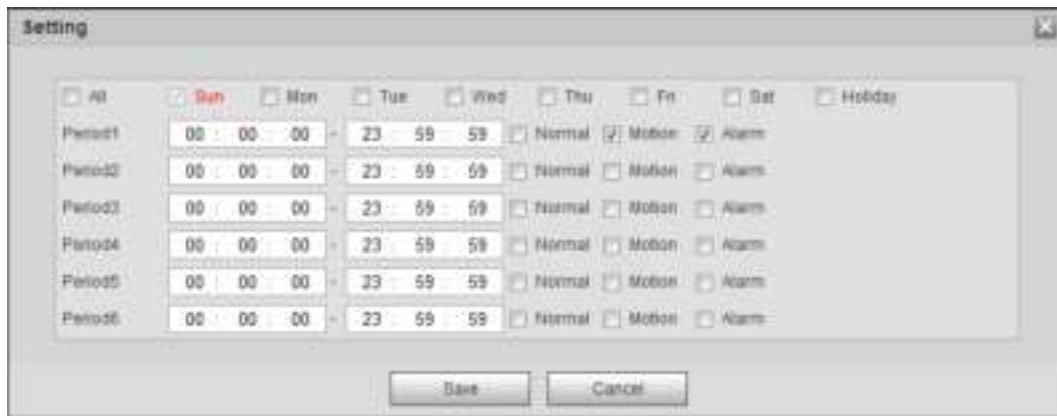 Setting
All Sun Mon Tue Wed Thu Fri Sat Holiday
Period1 00 : 00 : 00 - 23 : 59 : 59 Normal Motion Alarm
Period2 00 : 00 : 00 - 23 : 59 : 59 Normal Motion Alarm
Period3 00 : 00 : 00 - 23 : 59 : 59 Normal Motion Alarm
Period4 00 : 00 : 00 - 23 : 59 : 59 Normal Motion Alarm
Period5 00 : 00 : 00 - 23 : 59 : 59 Normal Motion Alarm
Period6 00 : 00 : 00 - 23 : 59 : 59 Normal Motion Alarm
Save Cancel